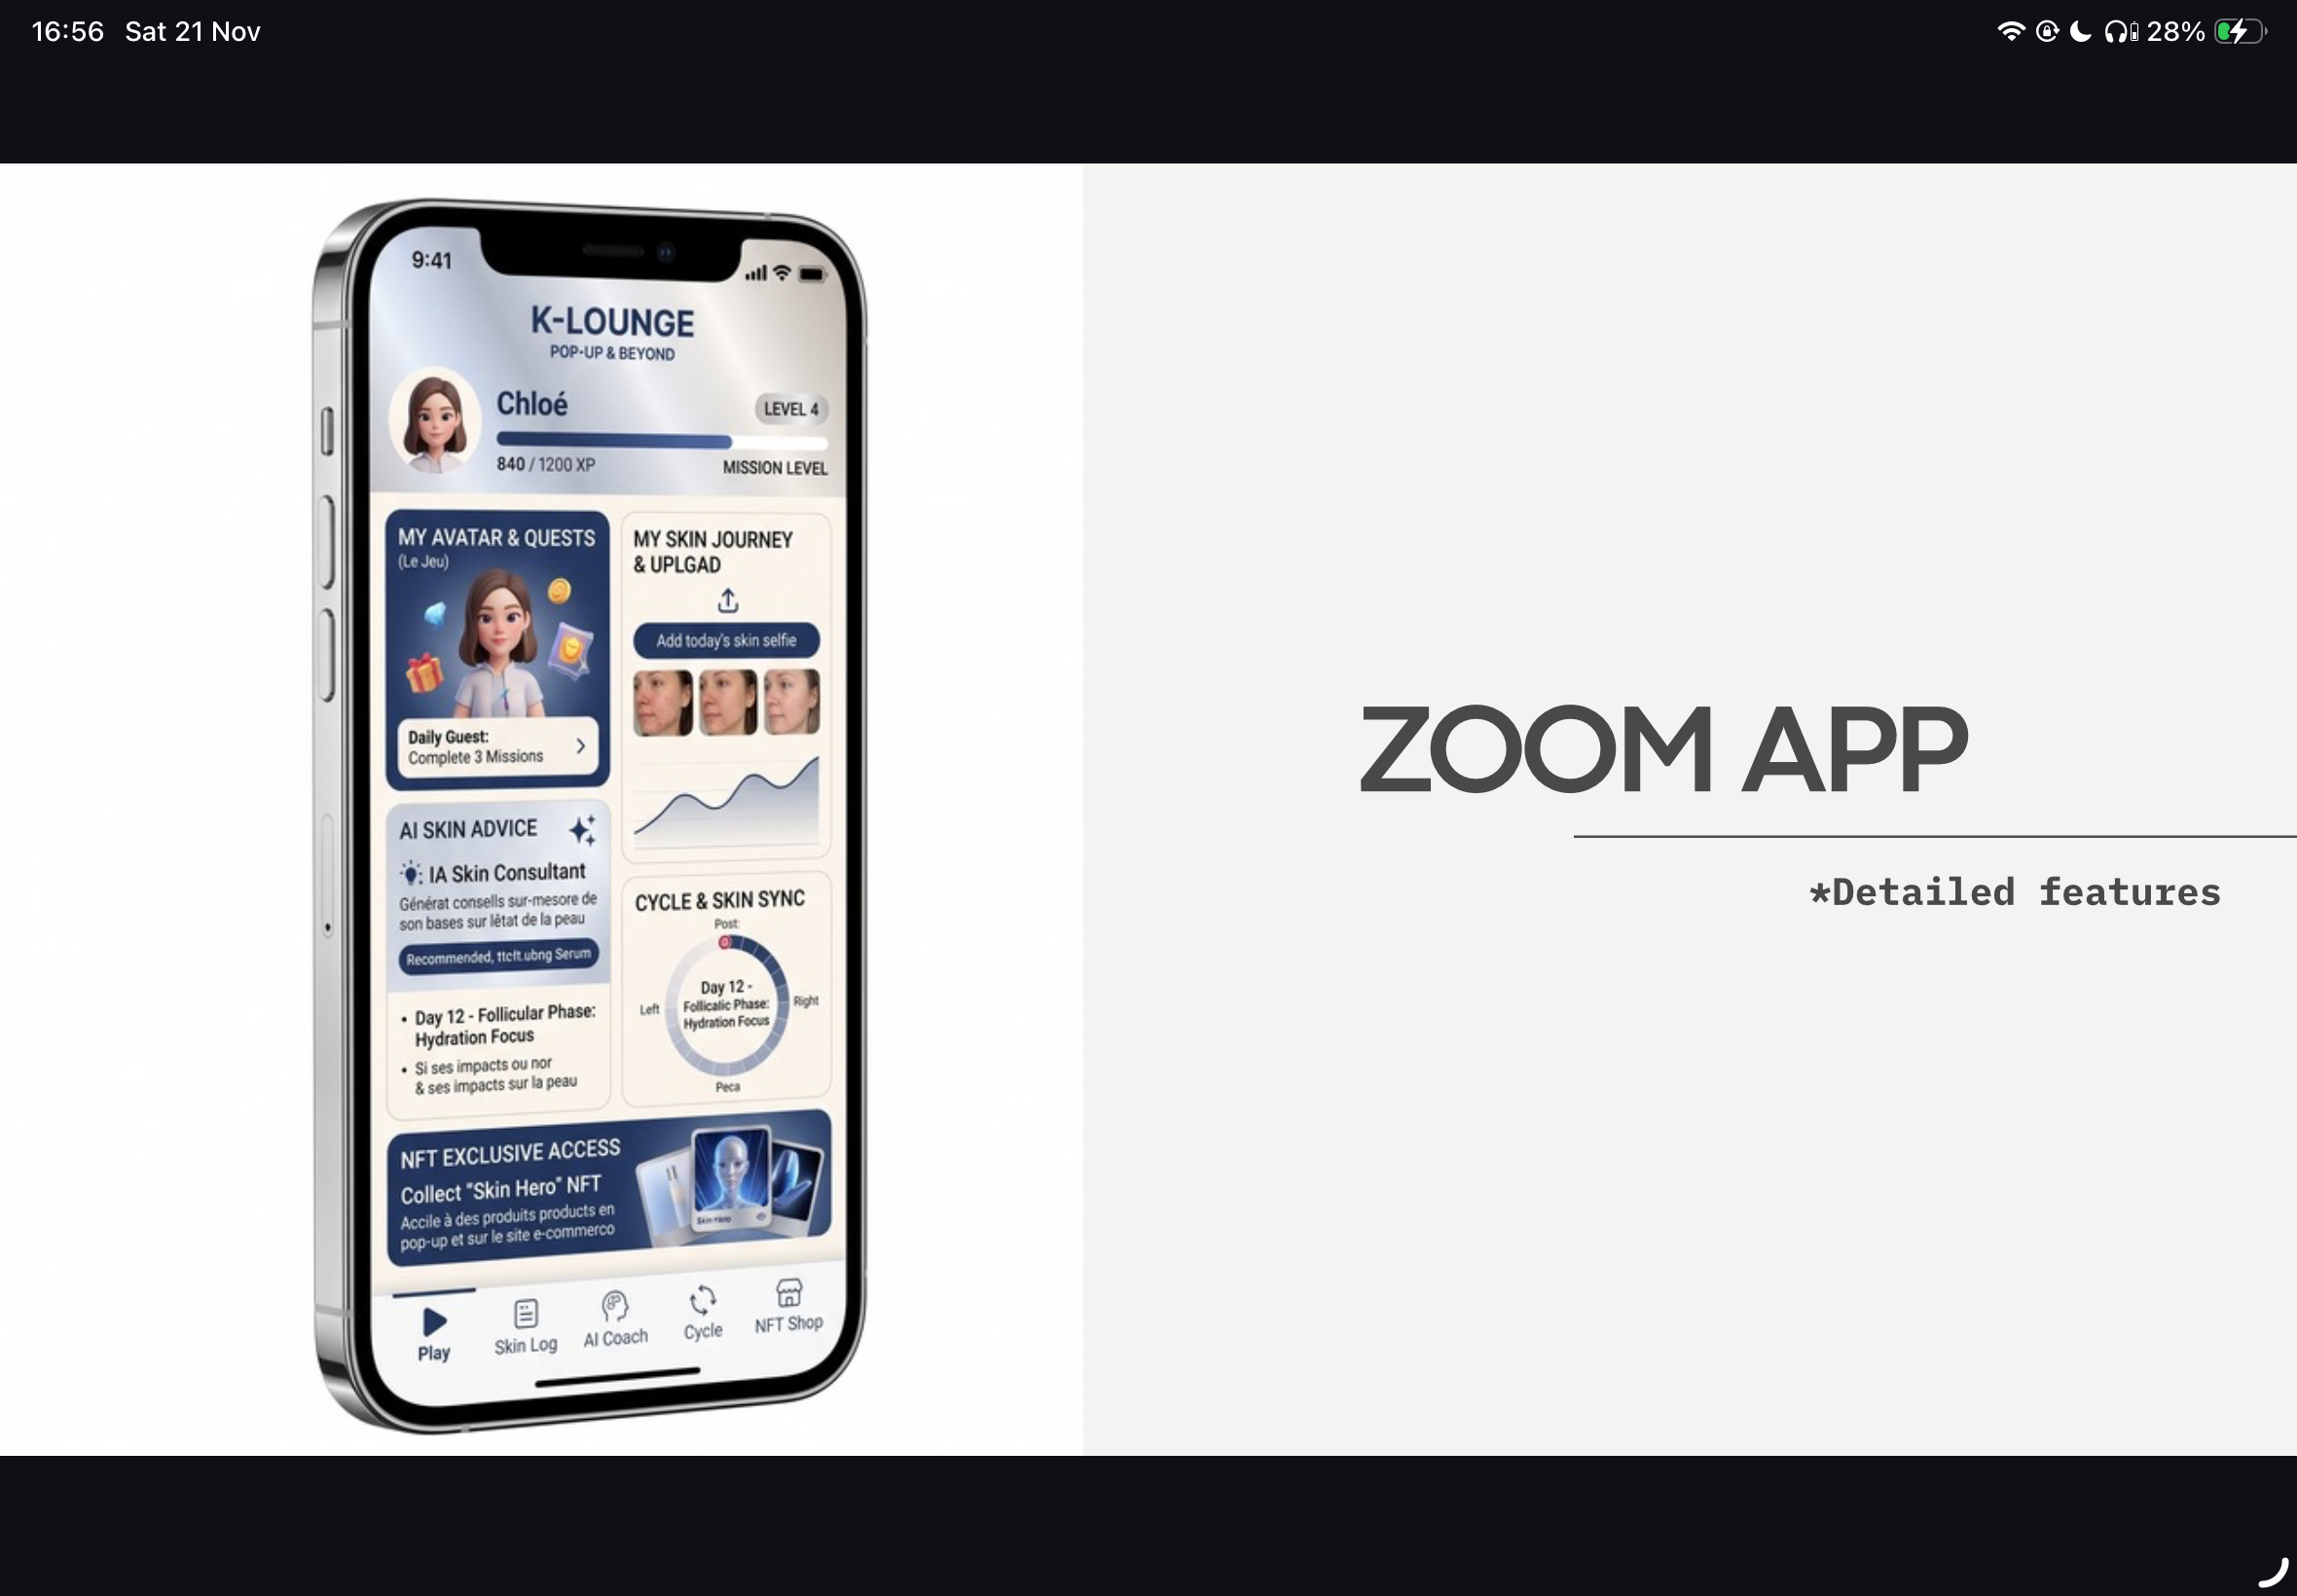 16:56 Sat 21 Nov
28%
9:41
K-LOUNGE
POP-UP & BEYOND
Chloé
LEVEL 4
840 / 1200 XP
MISSION LEVEL
MY AVATAR & QUESTS
(Le Jeu)
Daily Guest:
Complete 3 Missions
MY SKIN JOURNEY
& UPLGAD
Add today's skin selfie
AI SKIN ADVICE
IA Skin Consultant
Générat consells sur-mesore de
son bases sur lêtat de la peau
Recommended, ttcft.ubng Serum
• Day 12 - Follicular Phase:
Hydration Focus
• Si ses impacts ou nor
& ses impacts sur la peau
CYCLE & SKIN SYNC
Post:
Left
Day 12 -
Follicalic Phase:
Hydration Focus
Right
Peca
NFT EXCLUSIVE ACCESS
Collect "Skin Hero" NFT
Accile à des produits products en
pop-up et sur le site e-commerco
Play
Skin Log
AI Coach
Cycle
NFT Shop
ZOOM APP
*Detailed features